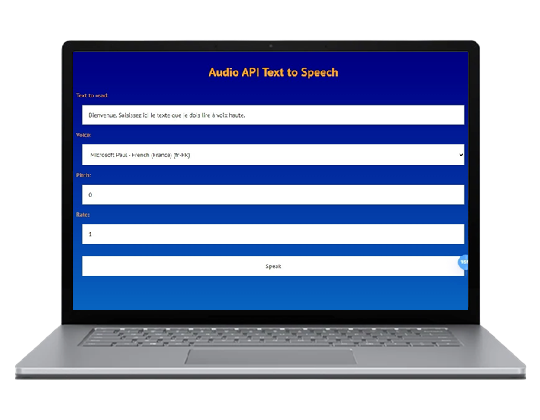 Audio API Text to Speech
Text to read:
Bienvenue. Saisissez ici le texte que je dois lire à voix haute.
Voice:
Microsoft Paul - French (France) (fr-FR)
Pitch:
0
Rate:
1
Speak